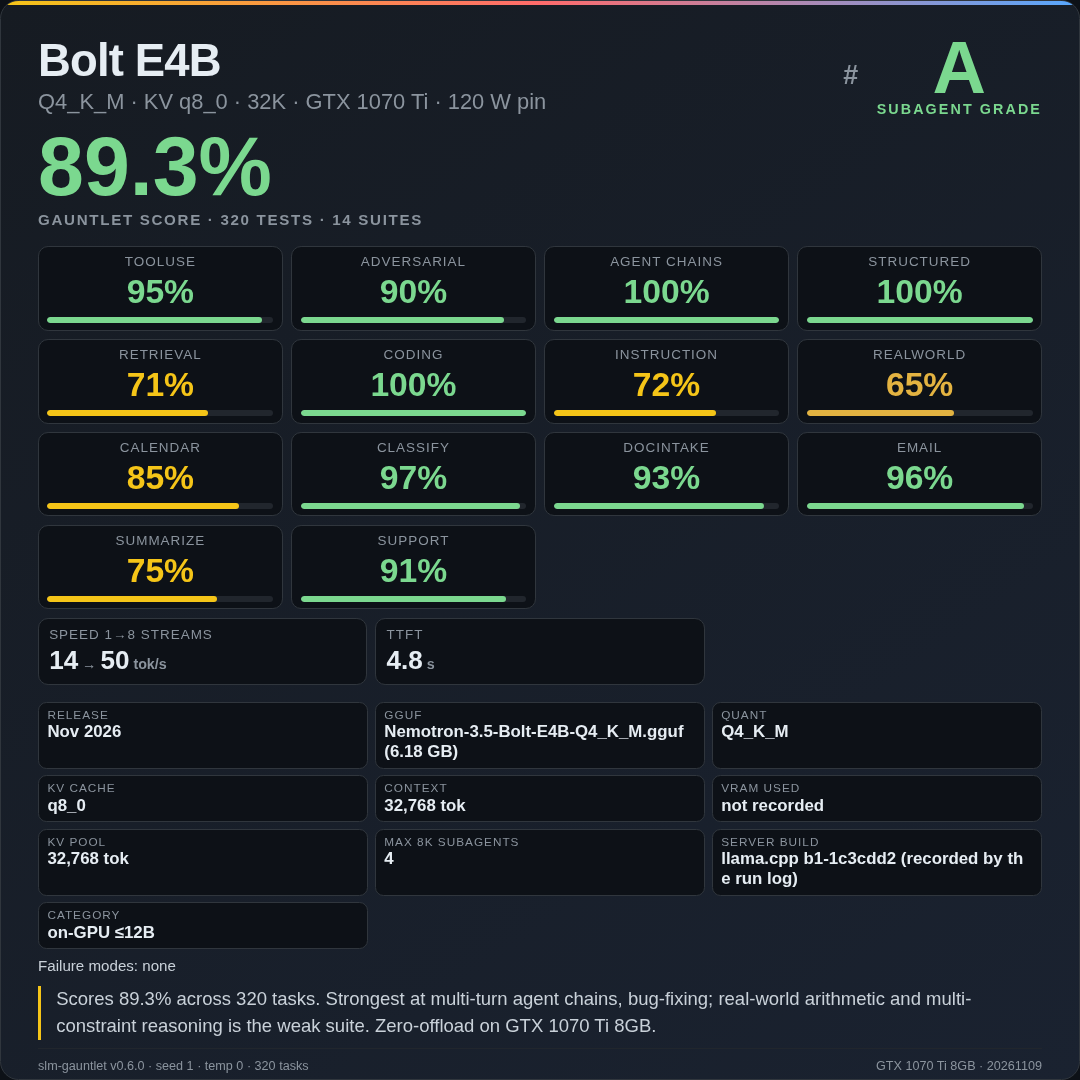 Bolt E4B
Q4_K_M · KV q8_0 · 32K · GTX 1070 Ti · 120 W pin
#
A
SUBAGENT GRADE
89.3%
GAUNTLET SCORE · 320 TESTS · 14 SUITES
TOOLUSE
95%
ADVERSARIAL
90%
AGENT CHAINS
100%
STRUCTURED
100%
RETRIEVAL
71%
CODING
100%
INSTRUCTION
72%
REALWORLD
65%
CALENDAR
85%
CLASSIFY
97%
DOCINTAKE
93%
EMAIL
96%
SUMMARIZE
75%
SUPPORT
91%
SPEED 1→8 STREAMS
14 → 50 tok/s
TTFT
4.8 s
RELEASE
Nov 2026
GGUF
Nemotron-3.5-Bolt-E4B-Q4_K_M.gguf
(6.18 GB)
QUANT
Q4_K_M
KV CACHE
q8_0
CONTEXT
32,768 tok
VRAM USED
not recorded
KV POOL
32,768 tok
MAX 8K SUBAGENTS
4
SERVER BUILD
llama.cpp b1-1c3cdd2 (recorded by th
e run log)
CATEGORY
on-GPU ≤12B
Failure modes: none
Scores 89.3% across 320 tasks. Strongest at multi-turn agent chains, bug-fixing; real-world arithmetic and multi-
constraint reasoning is the weak suite. Zero-offload on GTX 1070 Ti 8GB.
slm-gauntlet v0.6.0 · seed 1 · temp 0 · 320 tasks
GTX 1070 Ti 8GB · 20261109